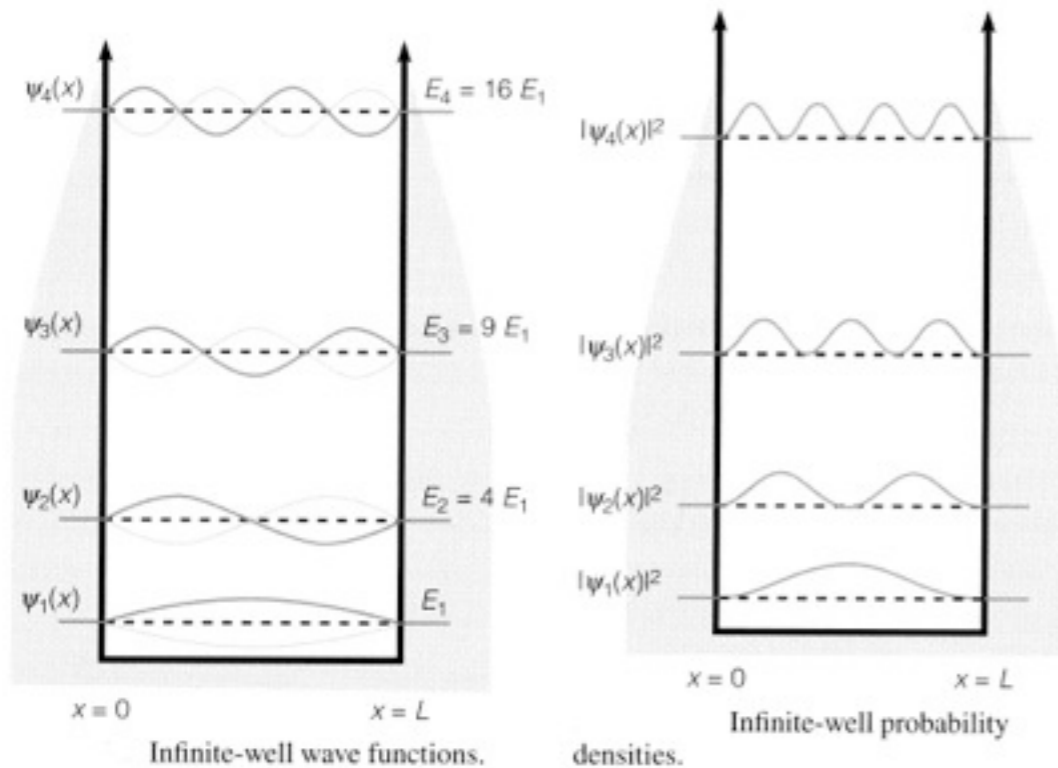 ψ₄(x)
E₄ = 16 E₁
ψ₃(x)
E₃ = 9 E₁
ψ₂(x)
E₂ = 4 E₁
ψ₁(x)
E₁
x = 0
x = L
Infinite-well wave functions.
|ψ₄(x)|²
|ψ₃(x)|²
|ψ₂(x)|²
|ψ₁(x)|²
x = 0
x = L
Infinite-well probability
densities.